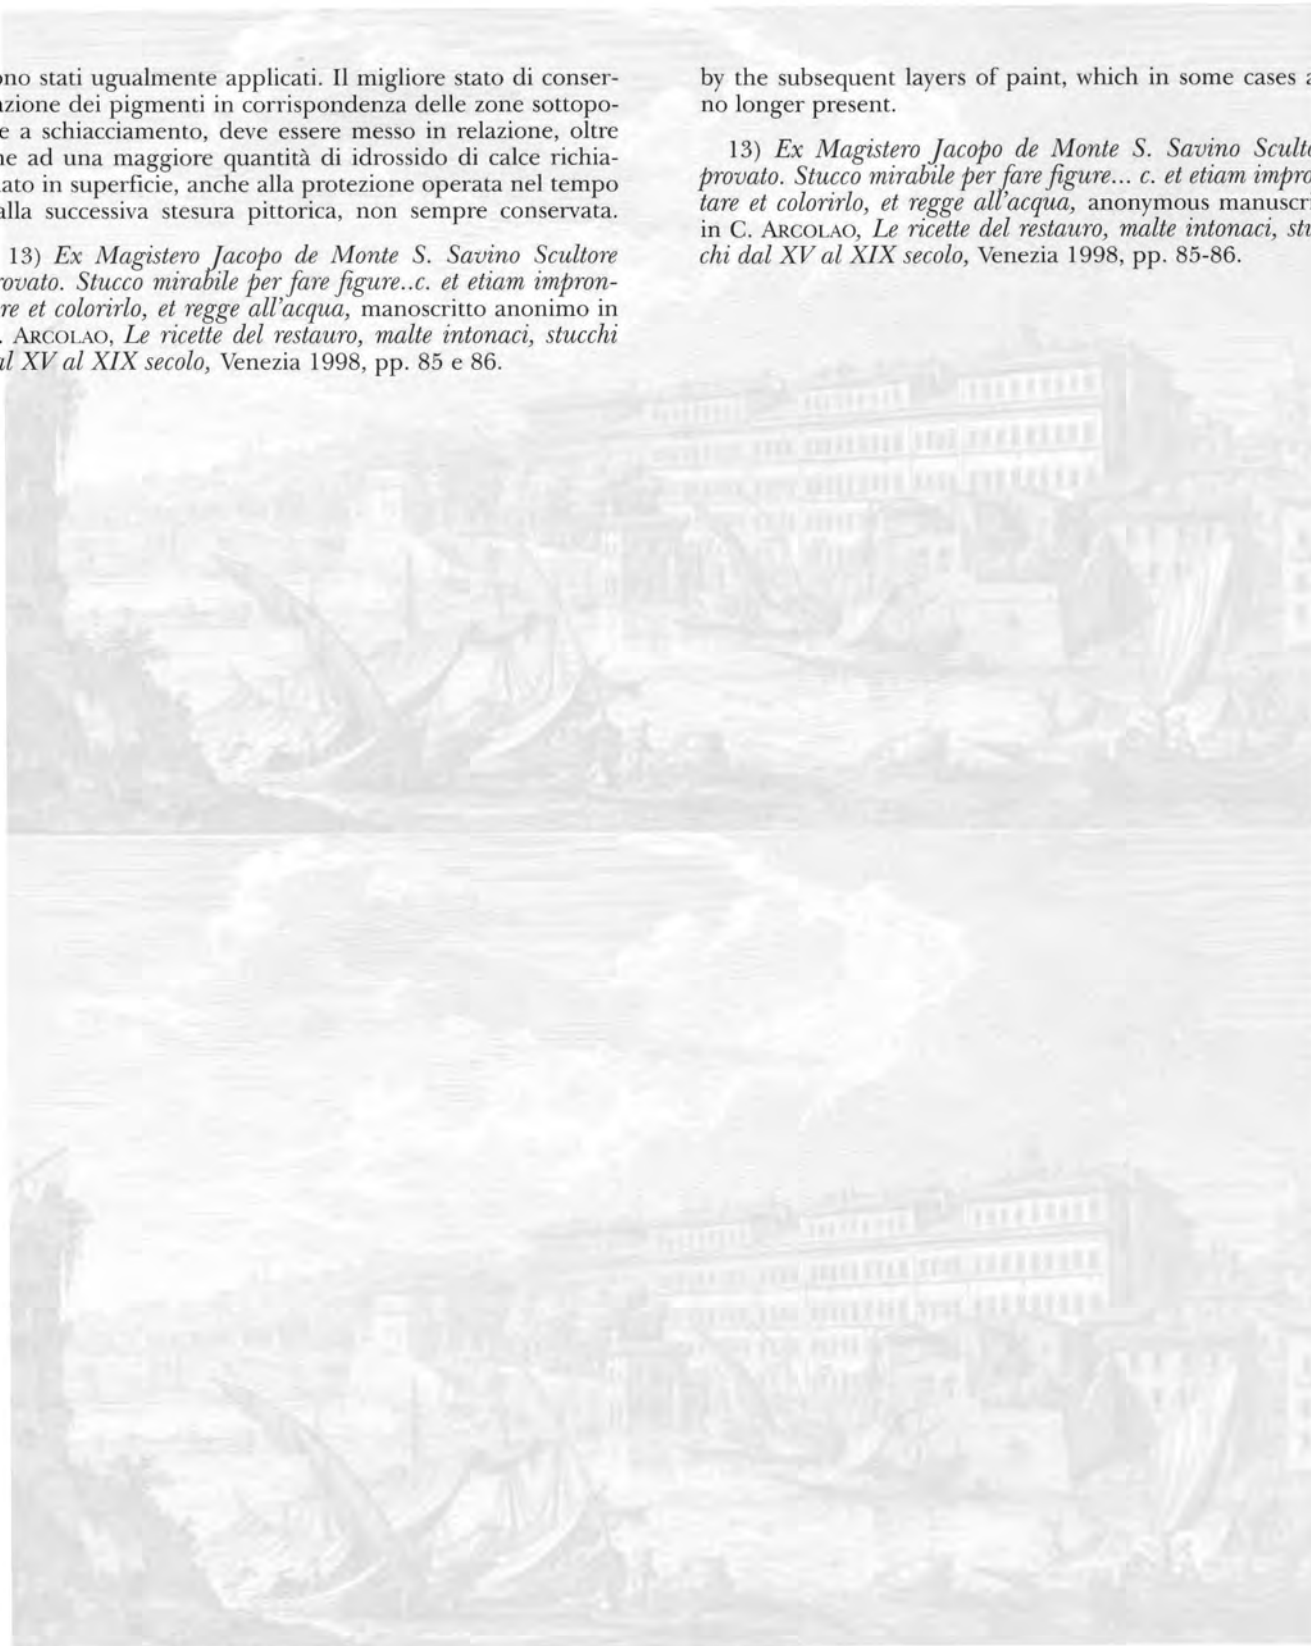 ono stati ugualmente applicati. Il migliore stato di conser-
azione dei pigmenti in corrispondenza delle zone sottopo-
e a schiacciamento, deve essere messo in relazione, oltre
ne ad una maggiore quantità di idrossido di calce richia-
ato in superficie, anche alla protezione operata nel tempo
alla successiva stesura pittorica, non sempre conservata.
13) Ex Magistero Jacopo de Monte S. Savino Scultore
rovato. Stucco mirabile per fare figure..c. et etiam impron-
re et colorirlo, et regge all'acqua, manoscritto anonimo in
. ARCOLAO, Le ricette del restauro, malte intonaci, stucchi
al XV al XIX secolo, Venezia 1998, pp. 85 e 86.
by the subsequent layers of paint, which in some cases a
no longer present.
13) Ex Magistero Jacopo de Monte S. Savino Sculto
provato. Stucco mirabile per fare figure... c. et etiam impro
tare et colorirlo, et regge all'acqua, anonymous manuscri
in C. ARCOLAO, Le ricette del restauro, malte intonaci, stu
chi dal XV al XIX secolo, Venezia 1998, pp. 85-86.